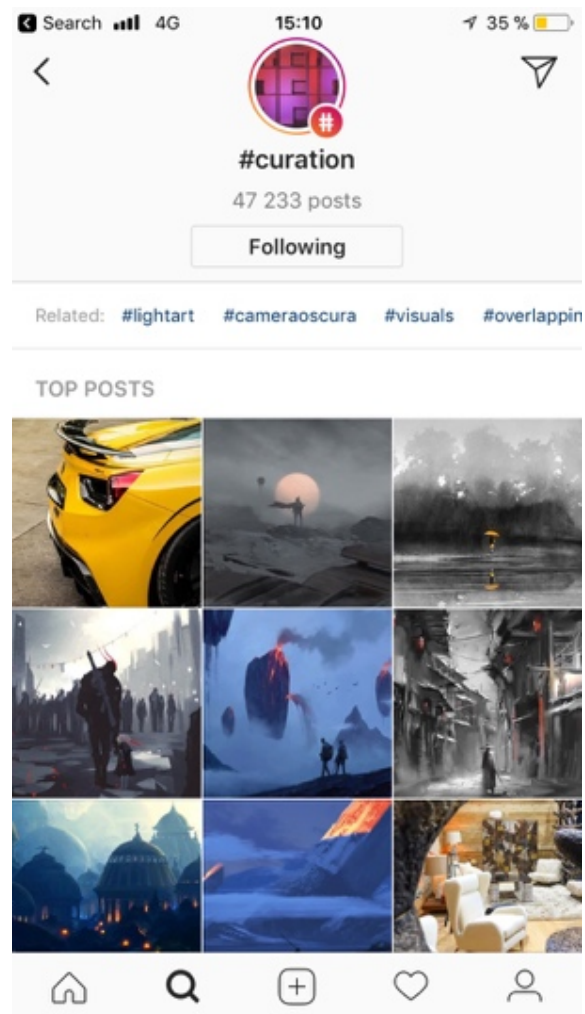 Search 4G 15:10 35 %
#
#curation
47 233 posts
Following
Related: #lightart #cameraoscura #visuals #overlappin
TOP POSTS